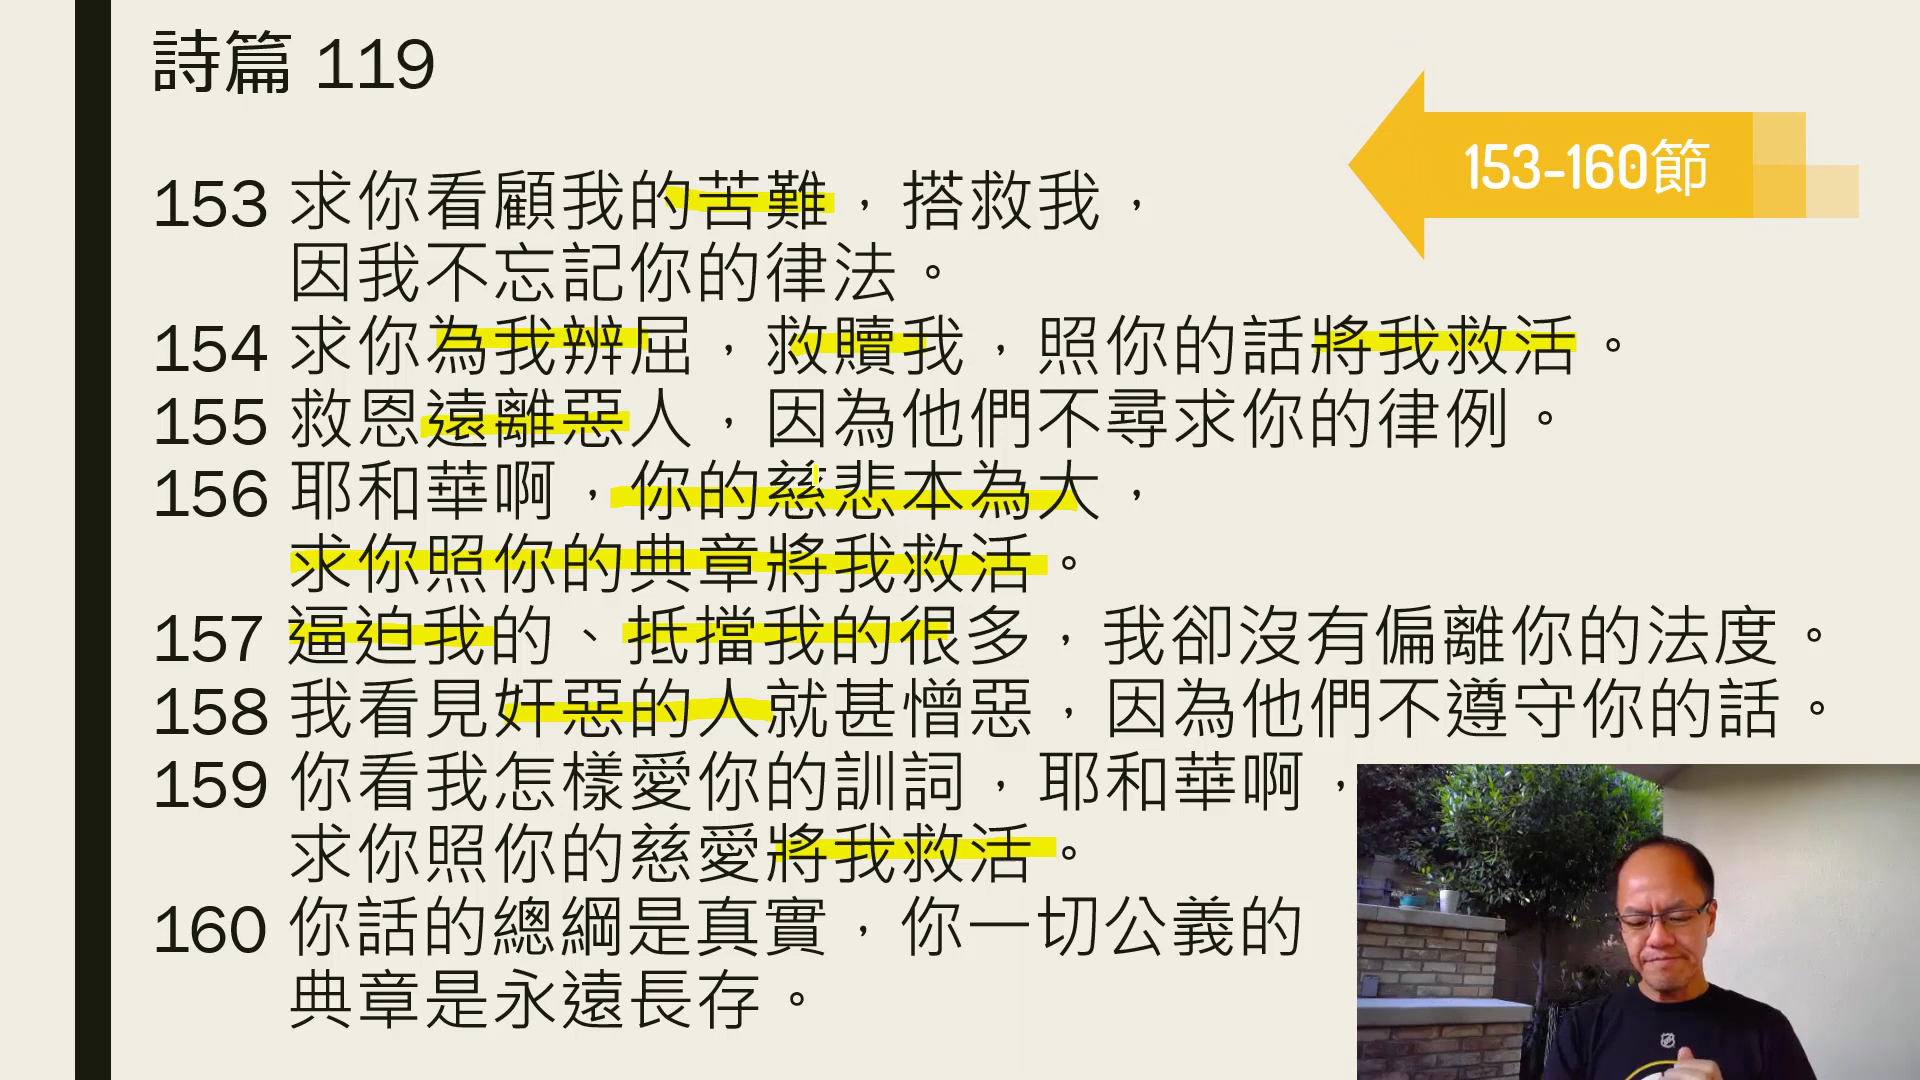 詩篇 119
153-160節
153 求你看顧我的苦難，搭救我，
因我不忘記你的律法。
154 求你為我辨屈，救贖我，照你的話將我救活。
155 救恩遠離惡人，因為他們不尋求你的律例。
156 耶和華啊，你的慈悲本為大，
求你照你的典章將我救活。
157 逼迫我的、抵擋我的很多，我卻沒有偏離你的法度。
158 我看見奸惡的人就甚憎惡，因為他們不遵守你的話。
159 你看我怎樣愛你的訓詞，耶和華啊，
求你照你的慈愛將我救活。
160 你話的總綱是真實，你一切公義的
典章是永遠長存。